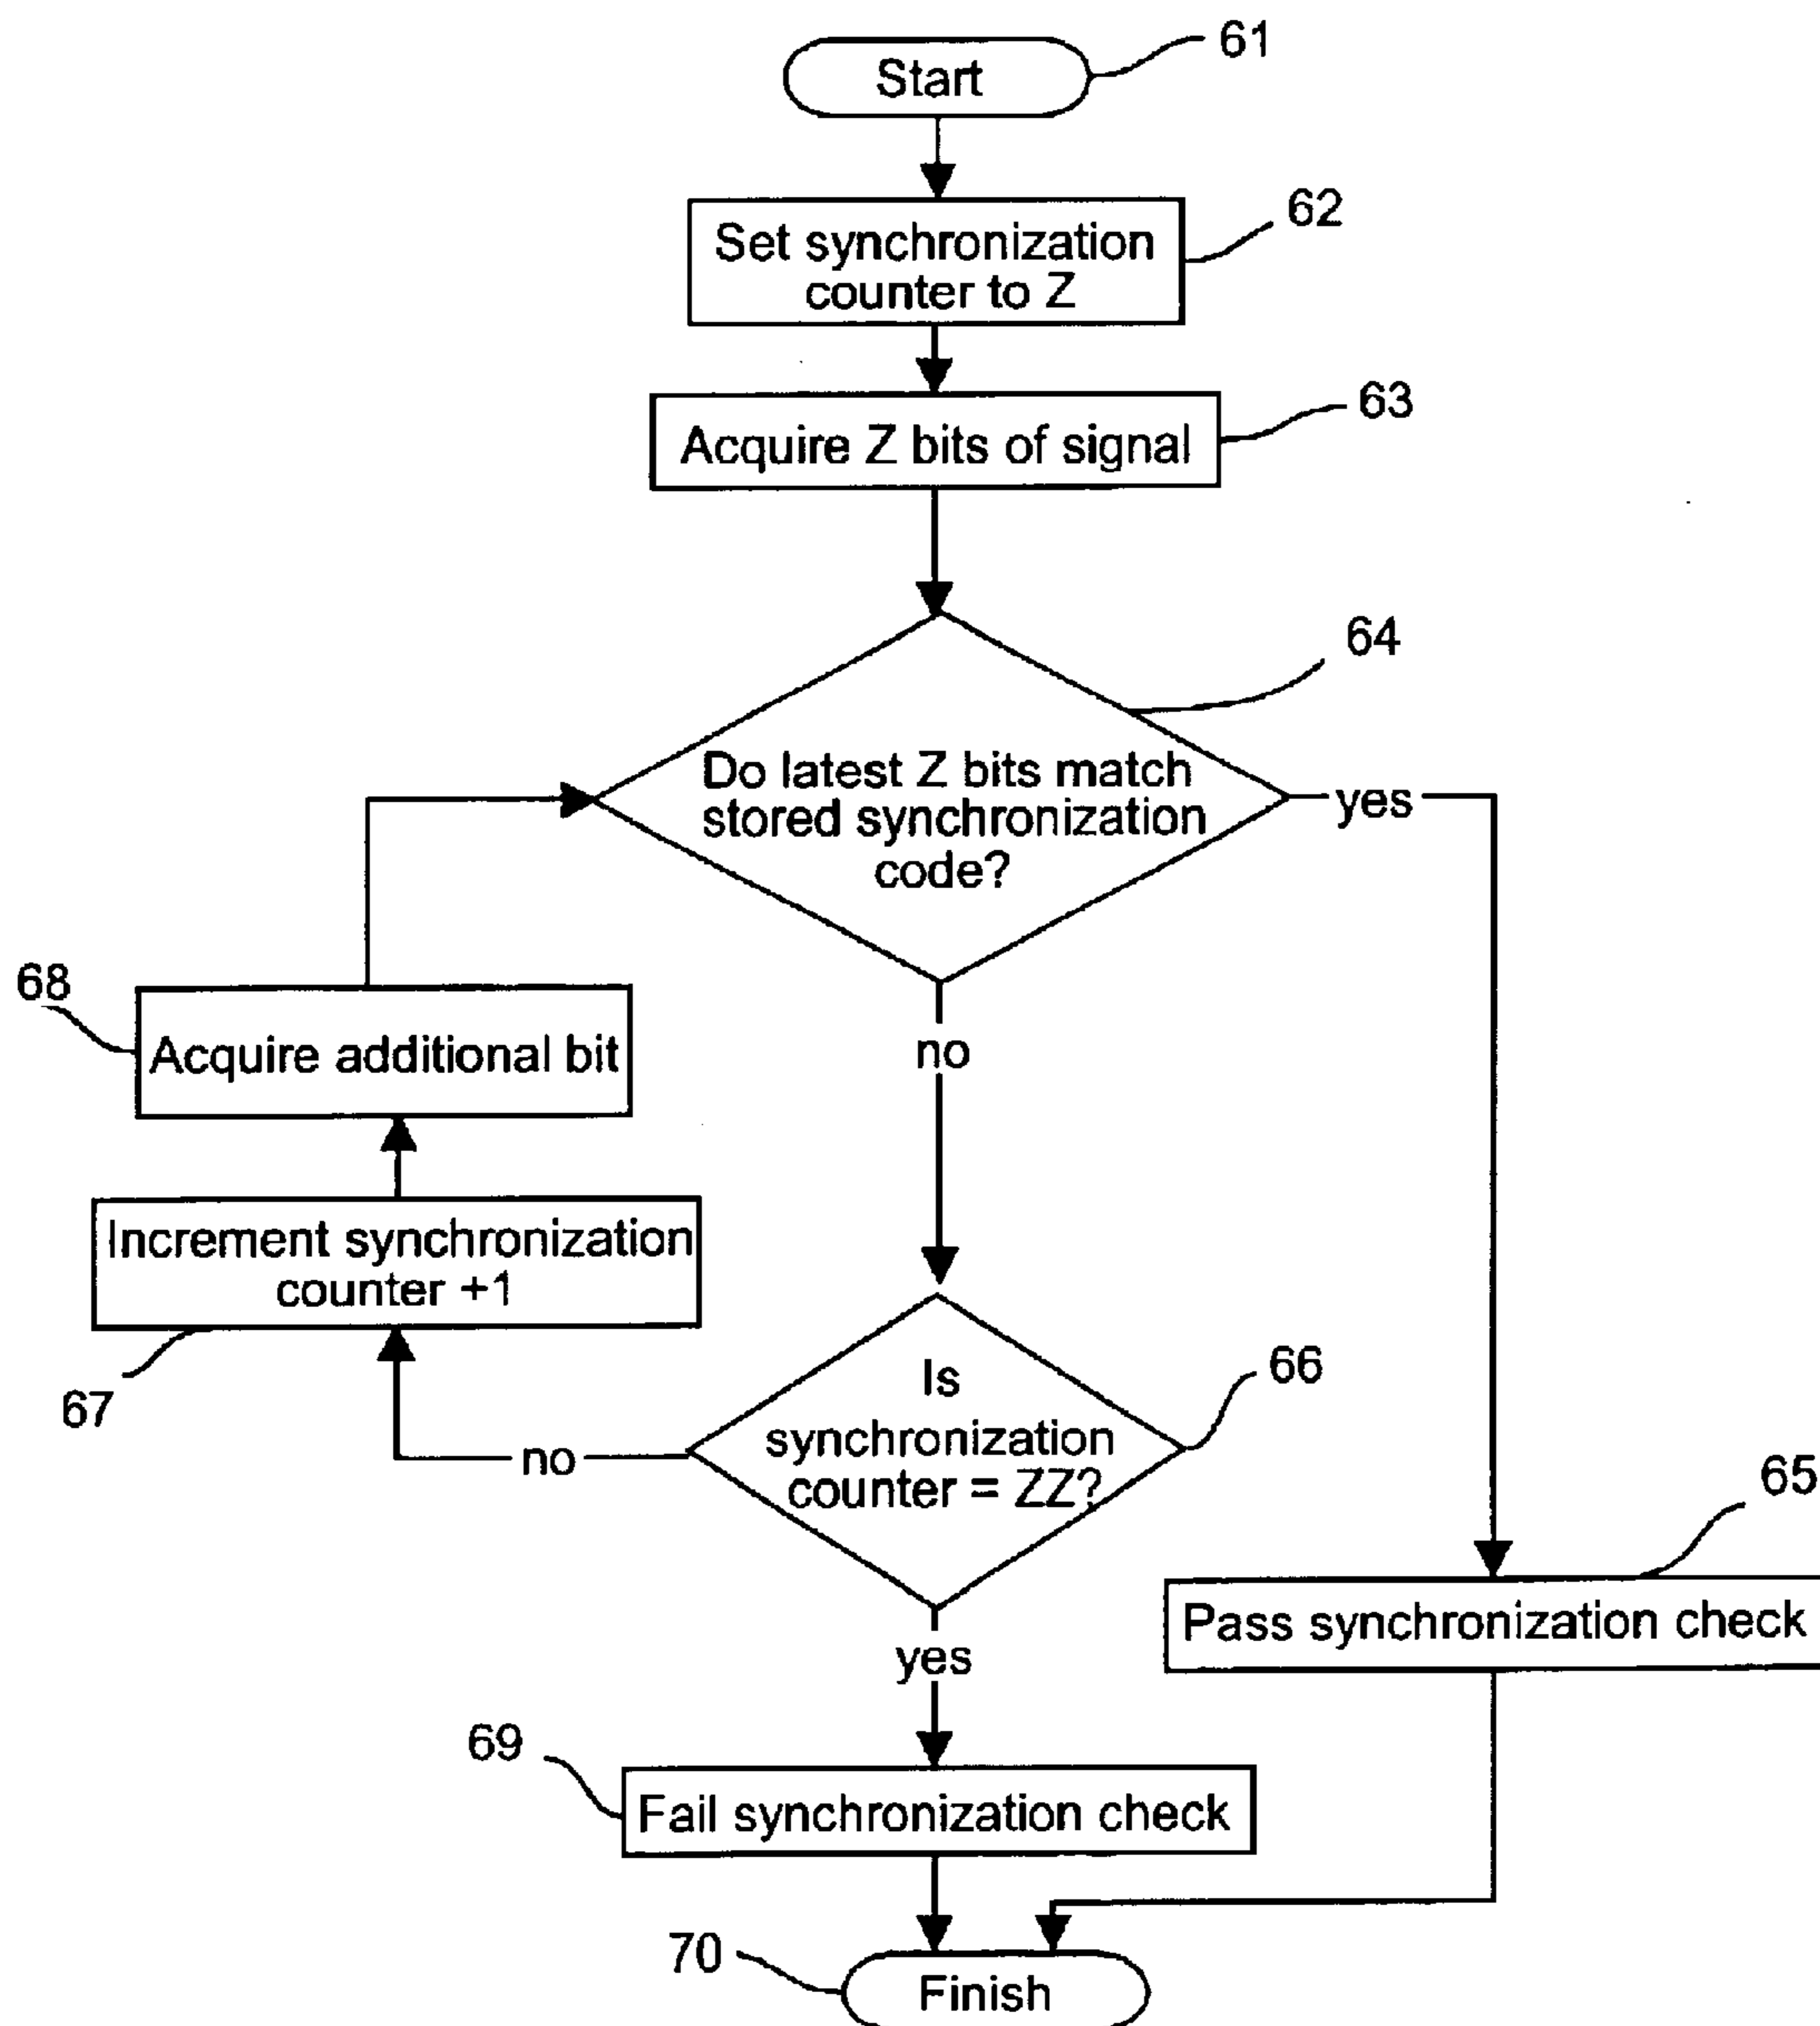 Start
61
Set synchronization
counter to Z
62
Acquire Z bits of signal
63
64
Do latest Z bits match
stored synchronization
code?
yes
68
Acquire additional bit
no
Increment synchronization
counter +1
67
Is
synchronization
counter = ZZ?
66
no
65
Pass synchronization check
yes
69
Fail synchronization check
70
Finish